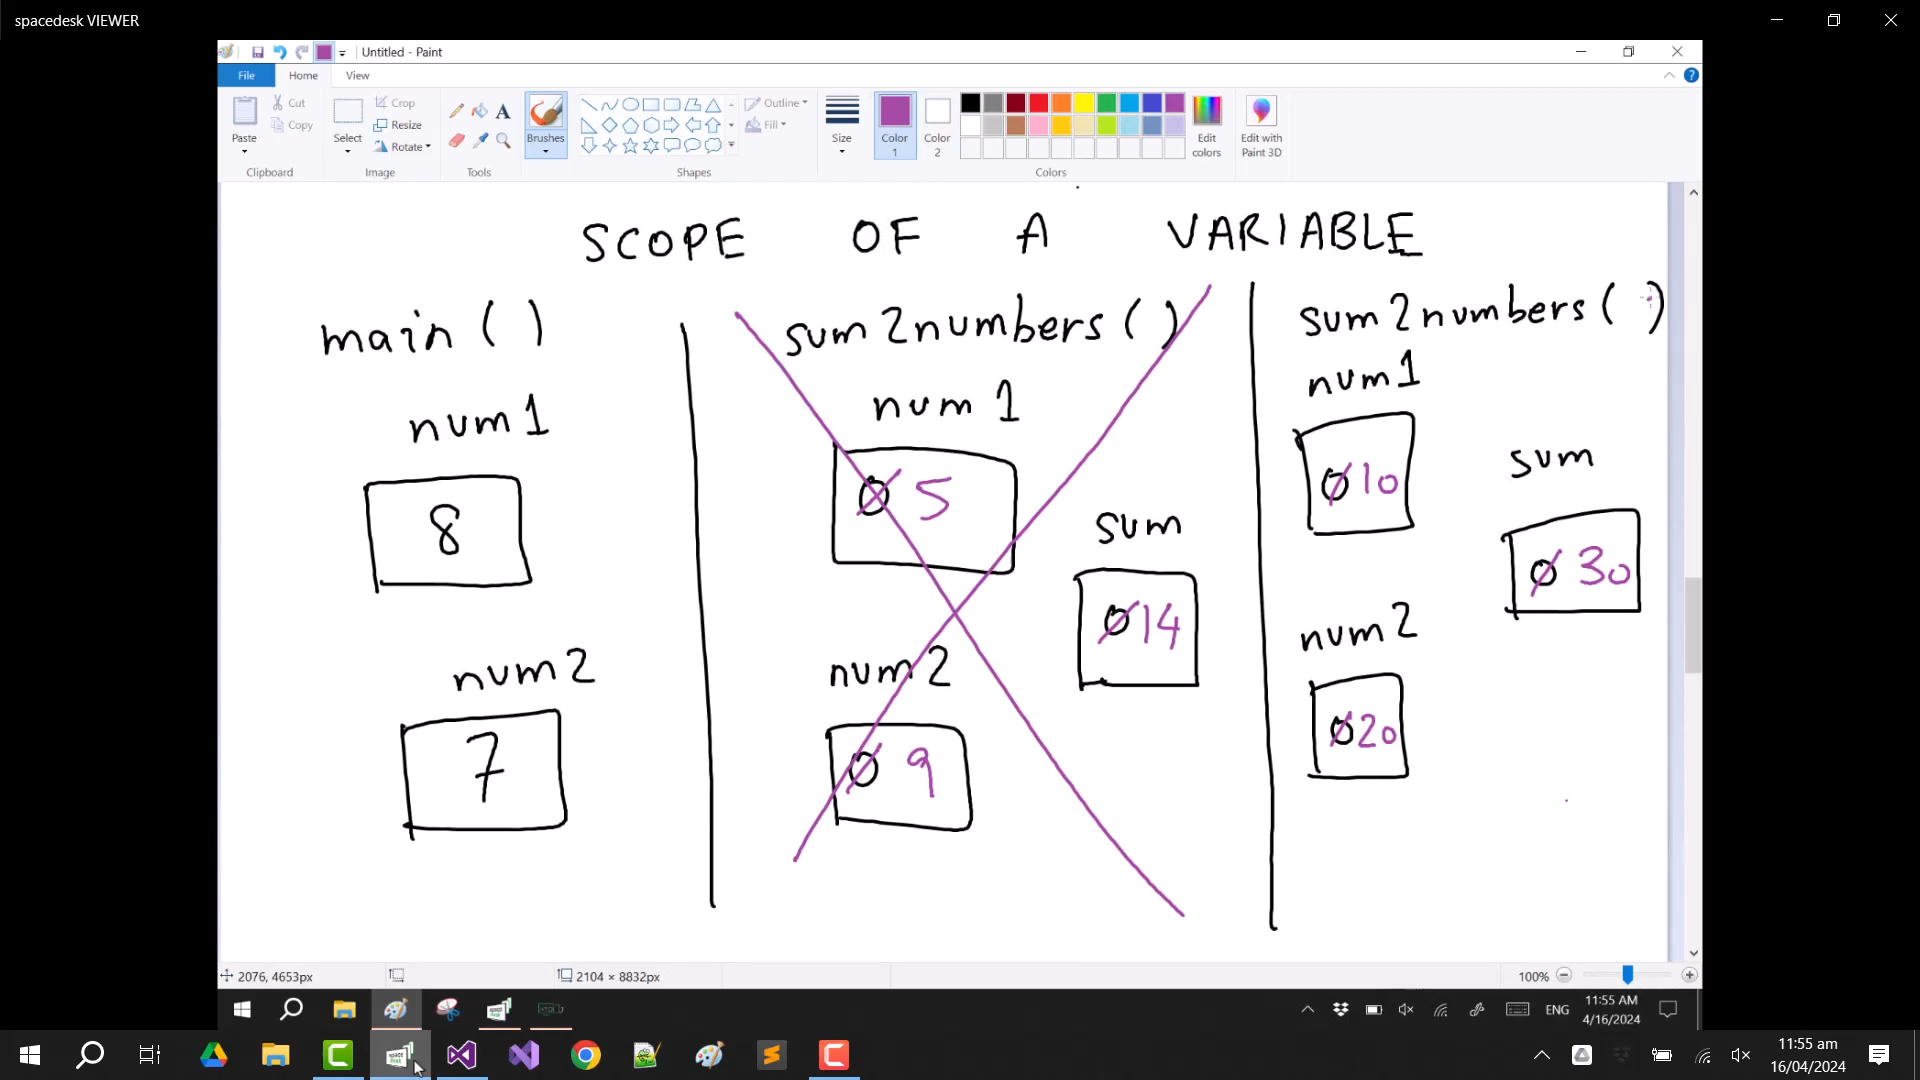 spacedesk VIEWER
Untitled - Paint
File Home View
Cut
Copy
Paste
Clipboard
Crop
Resize
Rotate
Select
Image
Tools
Brushes
Outline
Fill
Shapes
Size
Color 1
Color 2
Edit colors
Colors
Edit with Paint 3D
SCOPE OF A VARIABLE
main ( )
num1
8
num2
7
sum2numbers ( )
num1
0 5
sum
0 14
num2
0 9
sum2numbers ( )
num1
0 10
sum
0 30
num2
0 20
2076, 4653px
2104 × 8832px
100%
ENG
11:55 AM
4/16/2024
11:55 am
16/04/2024